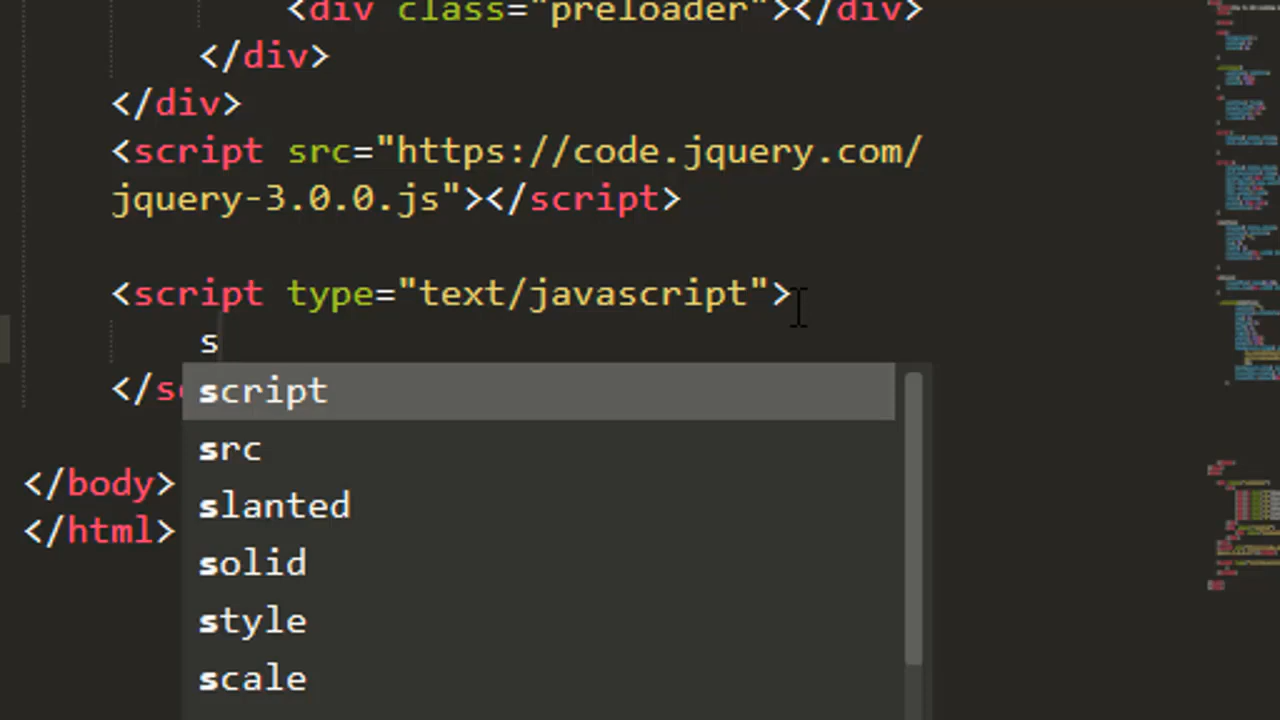 <div class="preloader"></div>
</div>
</div>
<script src="https://code.jquery.com/
jquery-3.0.0.js"></script>
<script type="text/javascript">
s
</sc
script
src
slanted
solid
style
scale
</body>
</html>